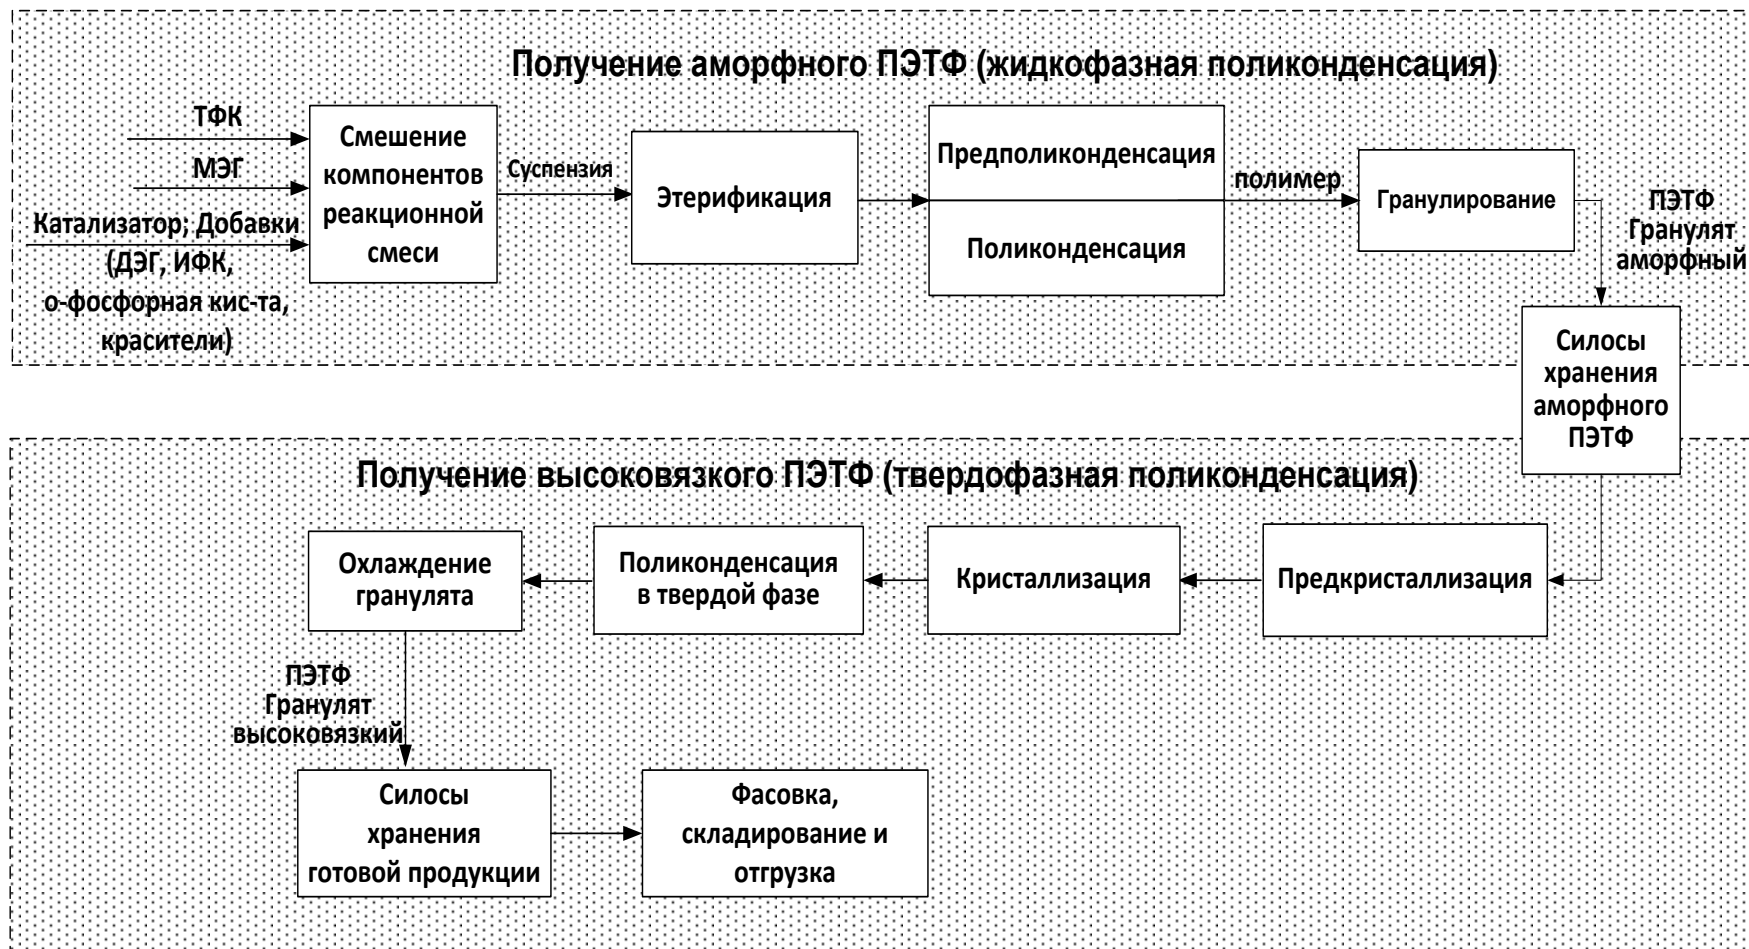 Получение аморфного ПЭТФ (жидкофазная поликонденсация)
ТФК
МЭГ
Катализатор; Добавки
(ДЭГ, ИФК,
о-фосфорная кис-та,
красители)
Смешение
компонентов
реакционной
смеси
Суспензия
Этерификация
Предполиконденсация
Поликонденсация
полимер
Гранулирование
ПЭТФ
Гранулят
аморфный
Силосы
хранения
аморфного
ПЭТФ
Получение высоковязкого ПЭТФ (твердофазная поликонденсация)
Предкристаллизация
Кристаллизация
Поликонденсация
в твердой фазе
Охлаждение
гранулята
ПЭТФ
Гранулят
высоковязкий
Силосы
хранения
готовой продукции
Фасовка,
складирование и
отгрузка